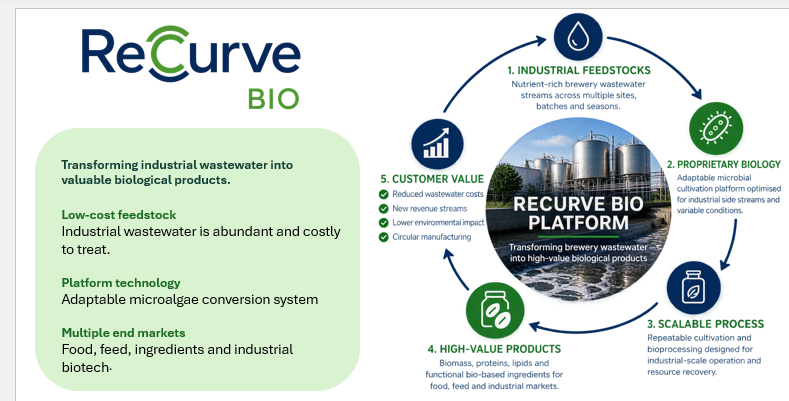 ReCurve
BIO
Transforming industrial wastewater into
valuable biological products.
Low-cost feedstock
Industrial wastewater is abundant and costly
to treat.
Platform technology
Adaptable microalgae conversion system
Multiple end markets
Food, feed, ingredients and industrial
biotech.
1. INDUSTRIAL FEEDSTOCKS
Nutrient-rich brewery wastewater
streams across multiple sites,
batches and seasons.
2. PROPRIETARY BIOLOGY
Adaptable microbial
cultivation platform optimised
for industrial side streams and
variable conditions.
3. SCALABLE PROCESS
Repeatable cultivation and
bioprocessing designed for
industrial-scale operation and
resource recovery.
4. HIGH-VALUE PRODUCTS
Biomass, proteins, lipids and
functional bio-based ingredients for
food, feed and industrial markets.
5. CUSTOMER VALUE
Reduced wastewater costs
New revenue streams
Lower environmental impact
Circular manufacturing
RECURVE BIO
PLATFORM
Transforming brewery wastewater
into high-value biological products